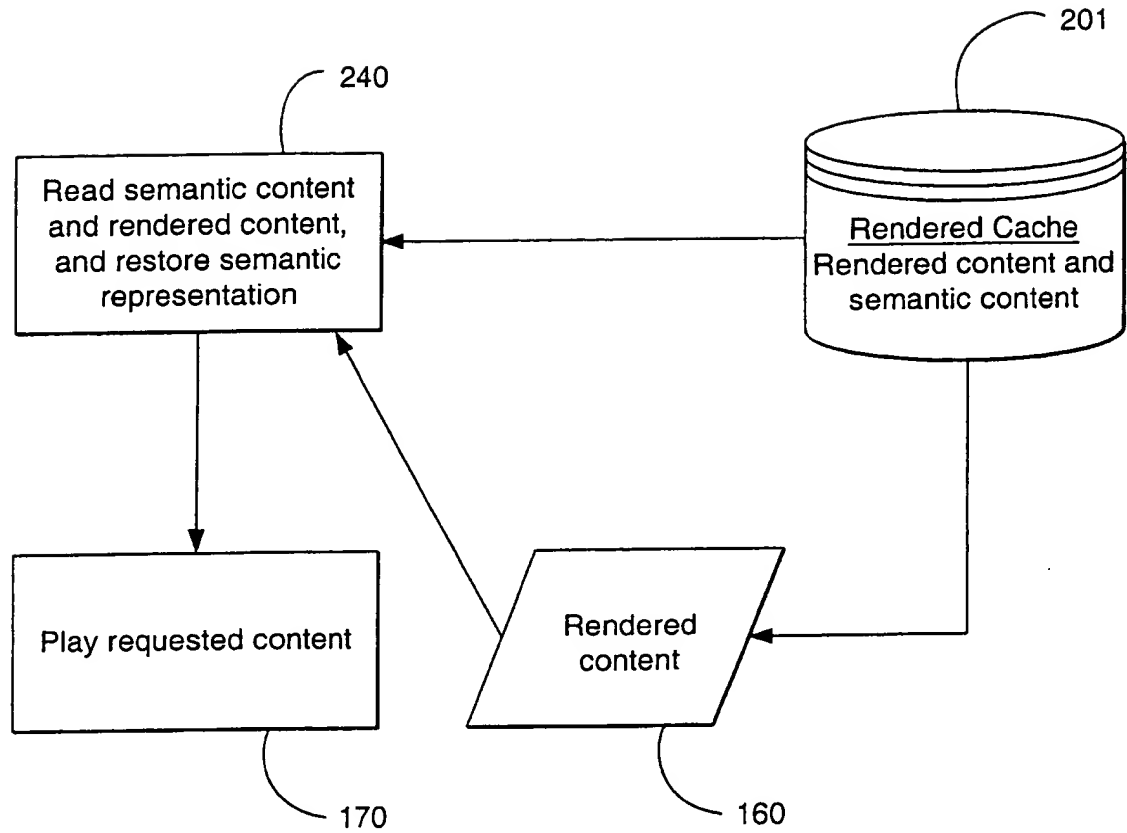 201
240
Read semantic content
and rendered content,
and restore semantic
representation
Rendered Cache
Rendered content and
semantic content
Play requested content
Rendered
content
170
160